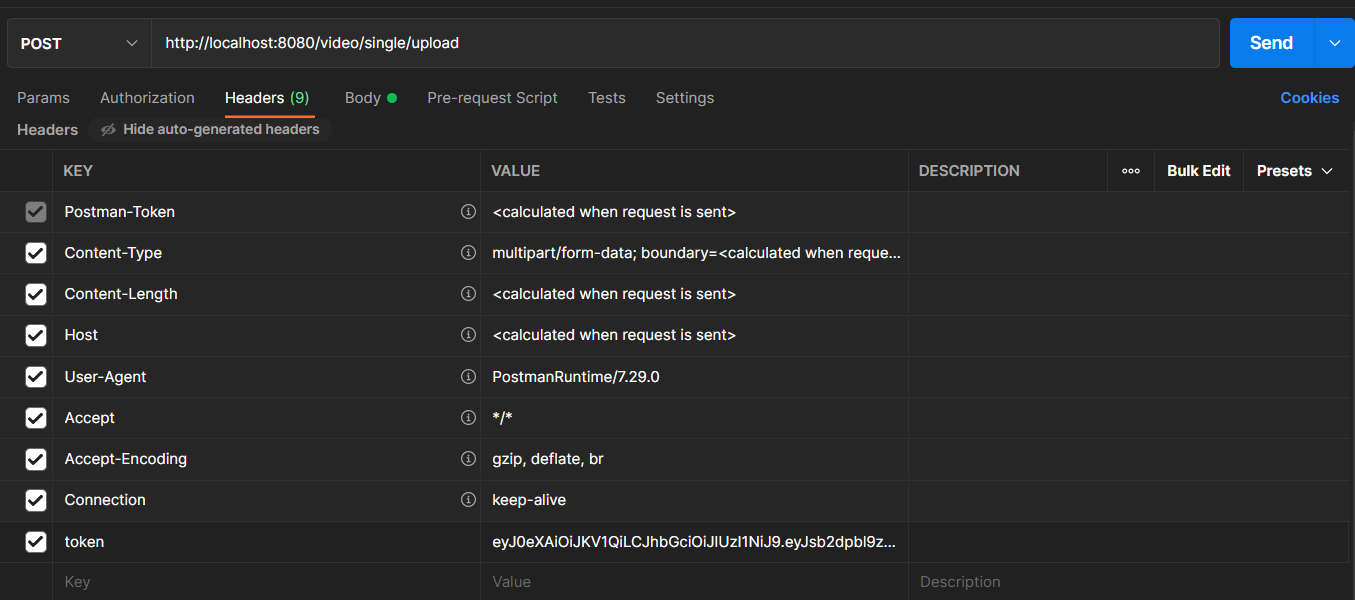 POST http://localhost:8080/video/single/upload Send
Params Authorization Headers (9) Body Pre-request Script Tests Settings Cookies
Headers Hide auto-generated headers
KEY VALUE DESCRIPTION ooo Bulk Edit Presets
Postman-Token <calculated when request is sent>
Content-Type multipart/form-data; boundary=<calculated when reque...
Content-Length <calculated when request is sent>
Host <calculated when request is sent>
User-Agent PostmanRuntime/7.29.0
Accept */*
Accept-Encoding gzip, deflate, br
Connection keep-alive
token eyJ0eXAiOiJKV1QiLCJhbGciOiJIUzI1NiJ9.eyJsb2dpbl9z...
Key Value Description